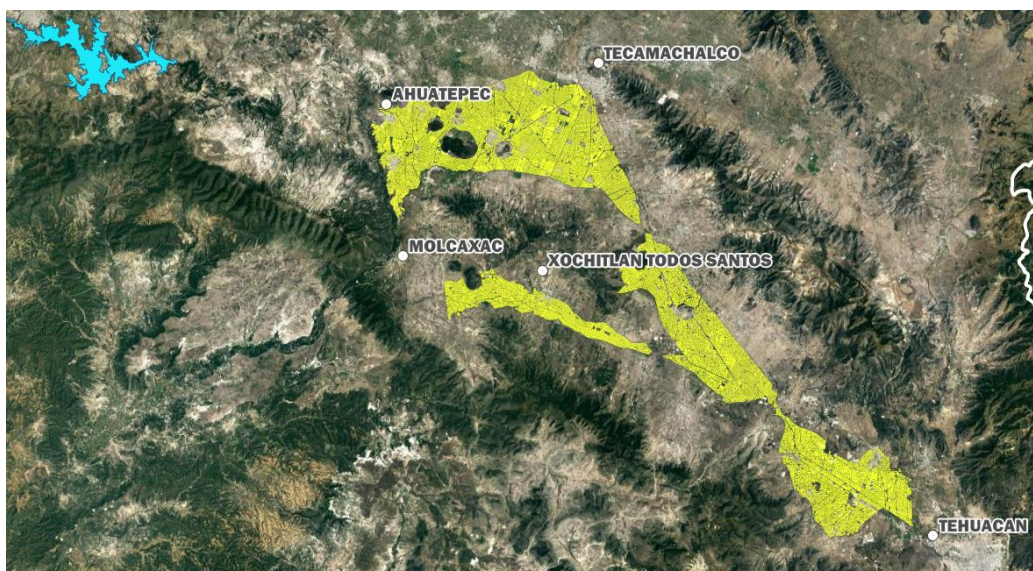 TECAMACHALCO
AHUATEPEC
MOLCAXAC
XOCHITLAN TODOS SANTOS
TEHUACAN